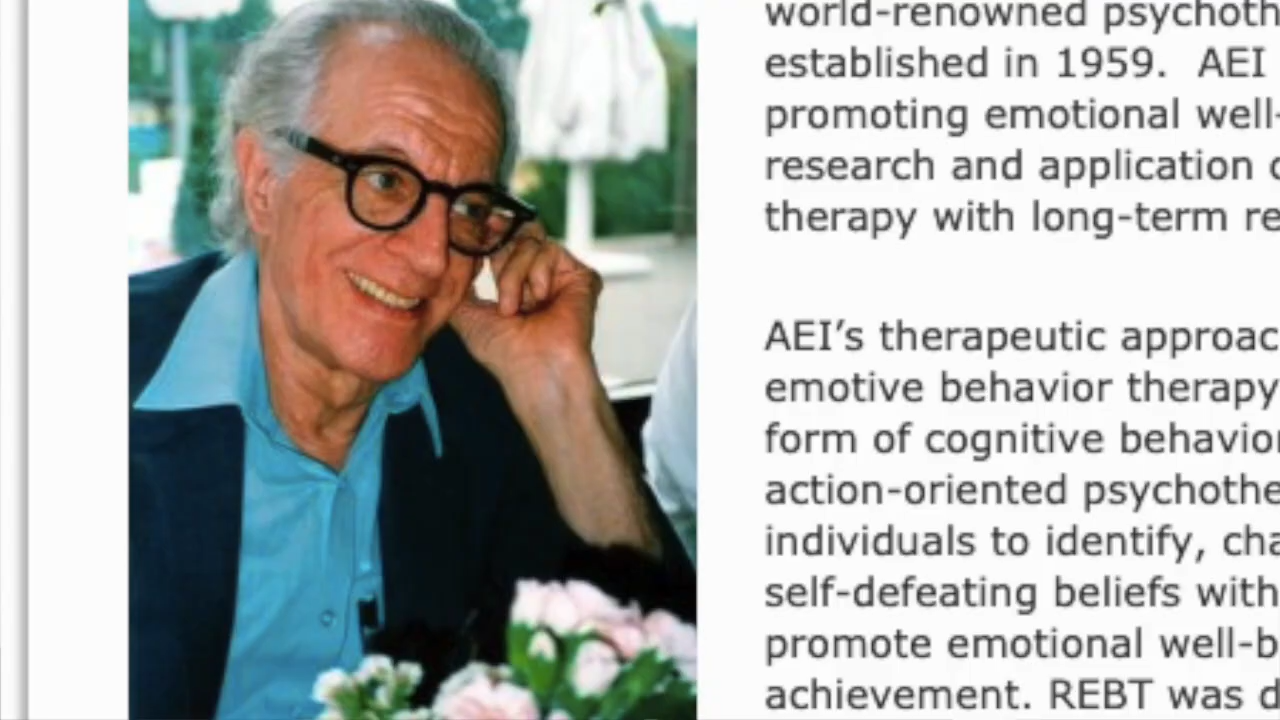 world-renowned psychoth
established in 1959. AEI
promoting emotional well-
research and application
therapy with long-term re
AEI’s therapeutic approac
emotive behavior therapy
form of cognitive behavior
action-oriented psychothe
individuals to identify, cha
self-defeating beliefs with
promote emotional well-b
achievement. REBT was d